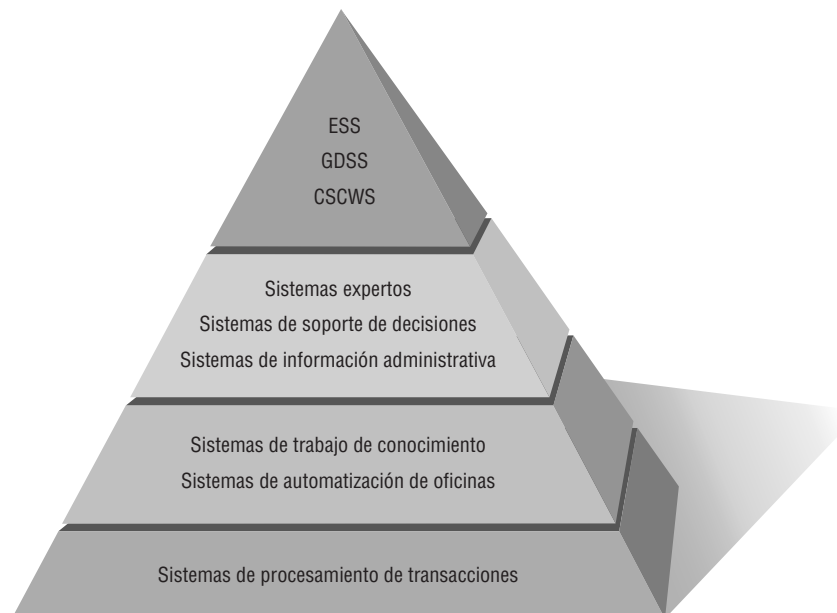 ESS
GDSS
CSCWS
Sistemas expertos
Sistemas de soporte de decisiones
Sistemas de información administrativa
Sistemas de trabajo de conocimiento
Sistemas de automatización de oficinas
Sistemas de procesamiento de transacciones